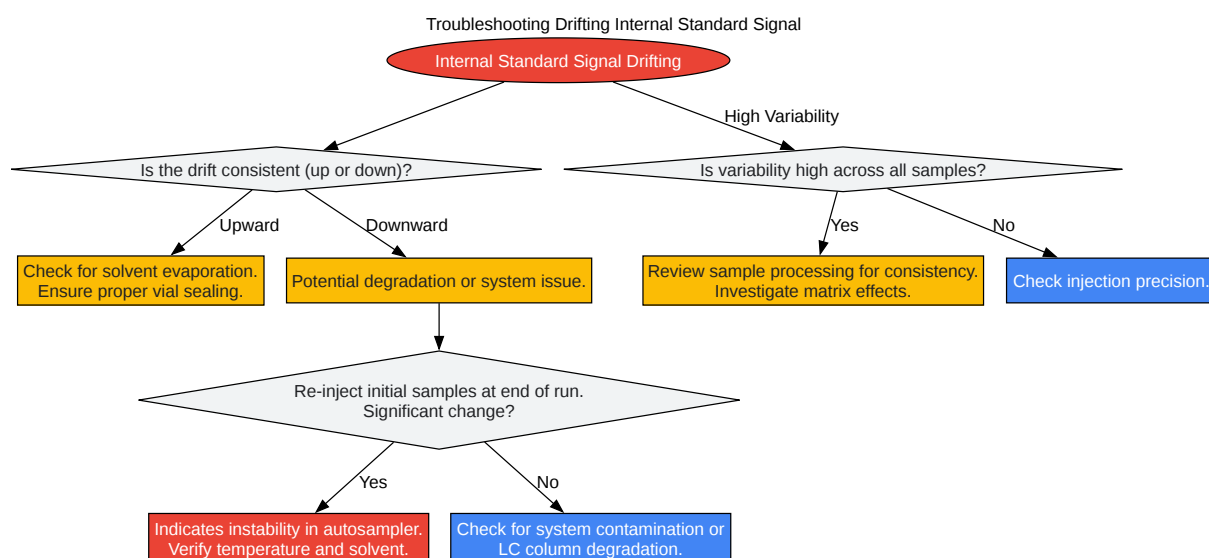 Troubleshooting Drifting Internal Standard Signal
Internal Standard Signal Drifting
High Variability
Is the drift consistent (up or down)?
Is variability high across all samples?
Upward
Downward
Yes
No
Check for solvent evaporation.
Ensure proper vial sealing.
Potential degradation or system issue.
Review sample processing for consistency.
Investigate matrix effects.
Check injection precision.
Re-inject initial samples at end of run.
Significant change?
Yes
No
Indicates instability in autosampler.
Verify temperature and solvent.
Check for system contamination or
LC column degradation.